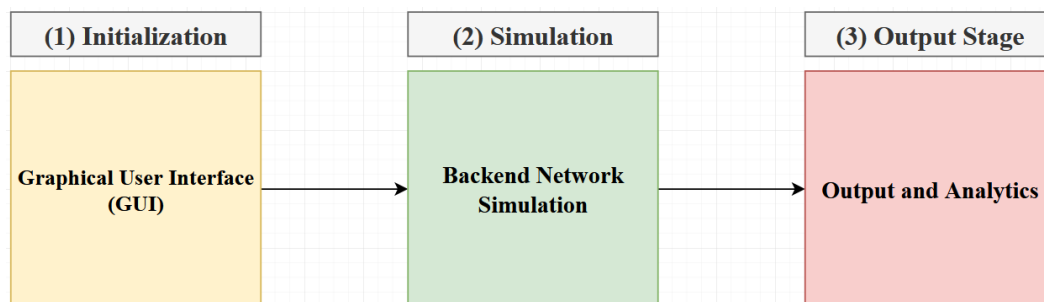 (1) Initialization
(2) Simulation
(3) Output Stage
Graphical User Interface
(GUI)
Backend Network
Simulation
Output and Analytics